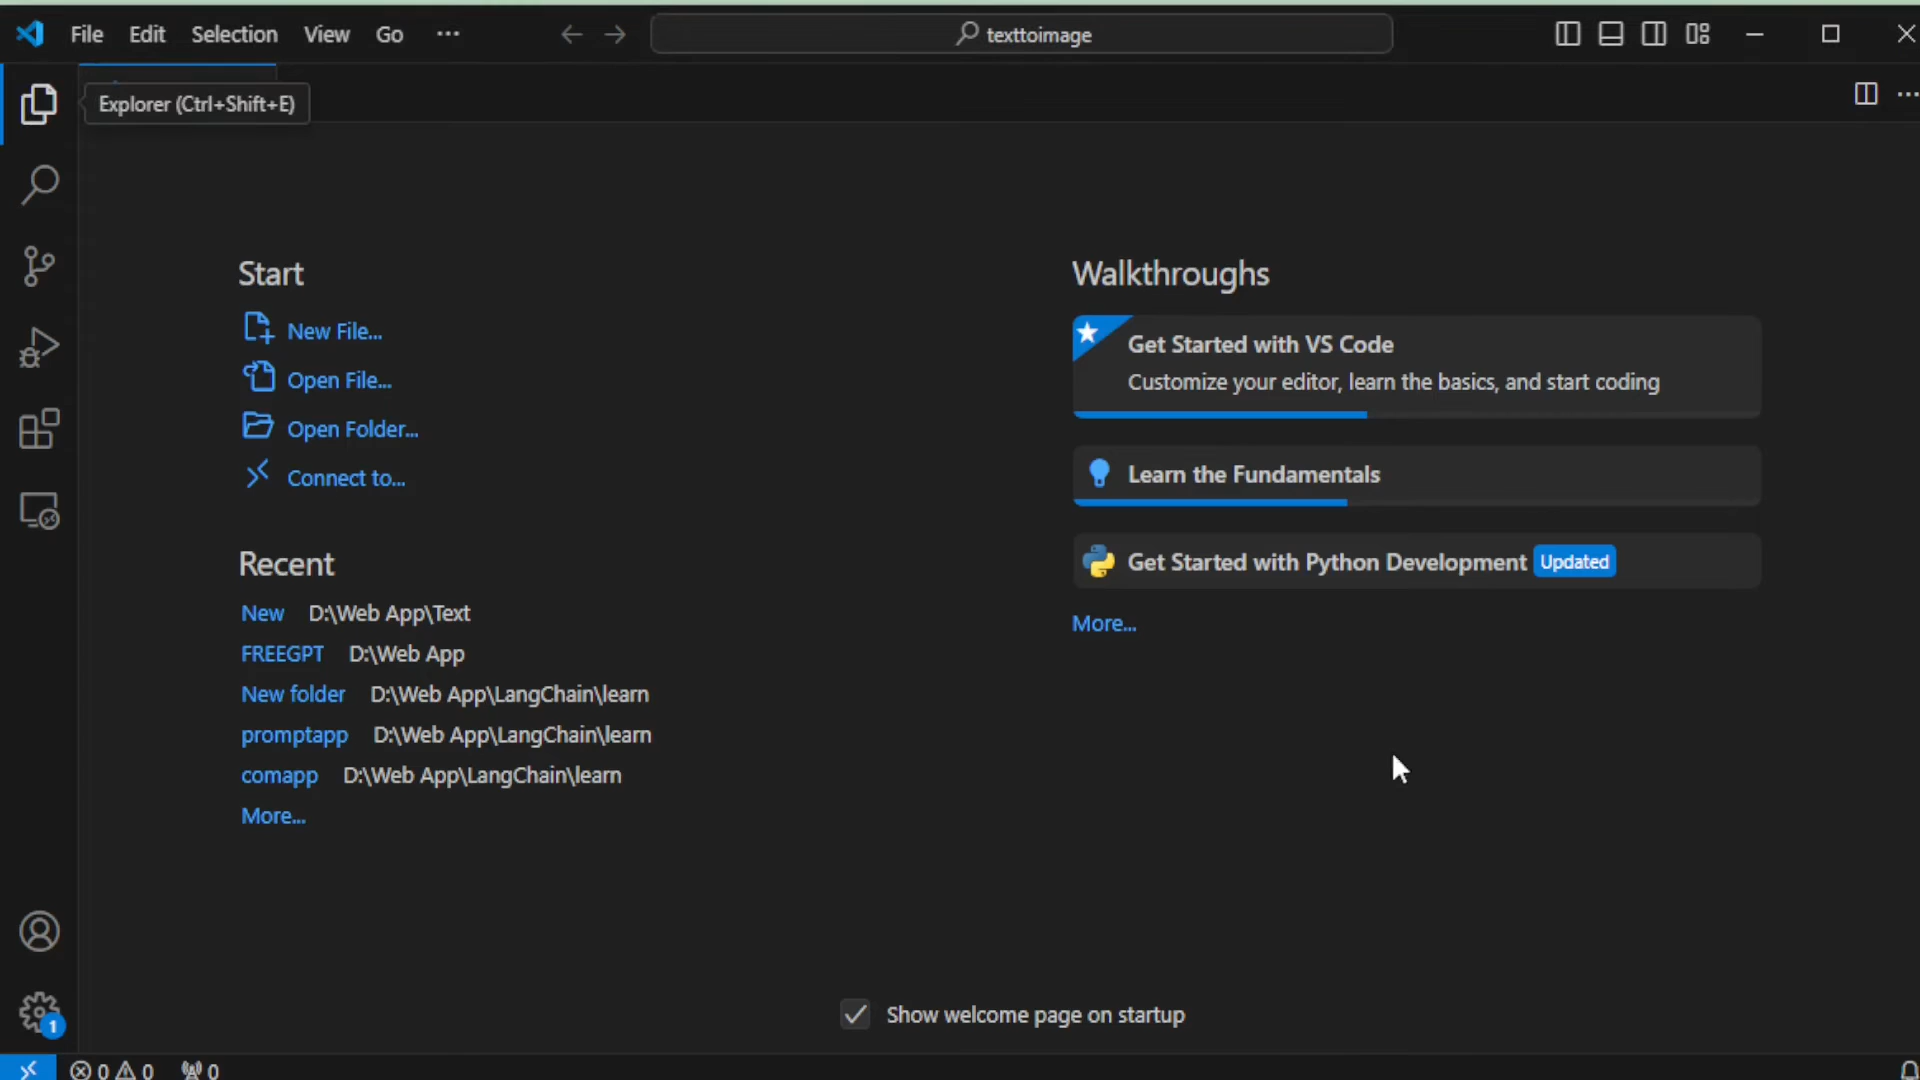 File Edit Selection View Go ···
texttoimage
Explorer (Ctrl+Shift+E)
Start
New File...
Open File...
Open Folder...
Connect to...
Recent
New D:\Web App\Text
FREEGPT D:\Web App
New folder D:\Web App\LangChain\learn
promptapp D:\Web App\LangChain\learn
comapp D:\Web App\LangChain\learn
More...
Walkthroughs
Get Started with VS Code
Customize your editor, learn the basics, and start coding
Learn the Fundamentals
Get Started with Python Development Updated
More...
Show welcome page on startup
1
0 0 0